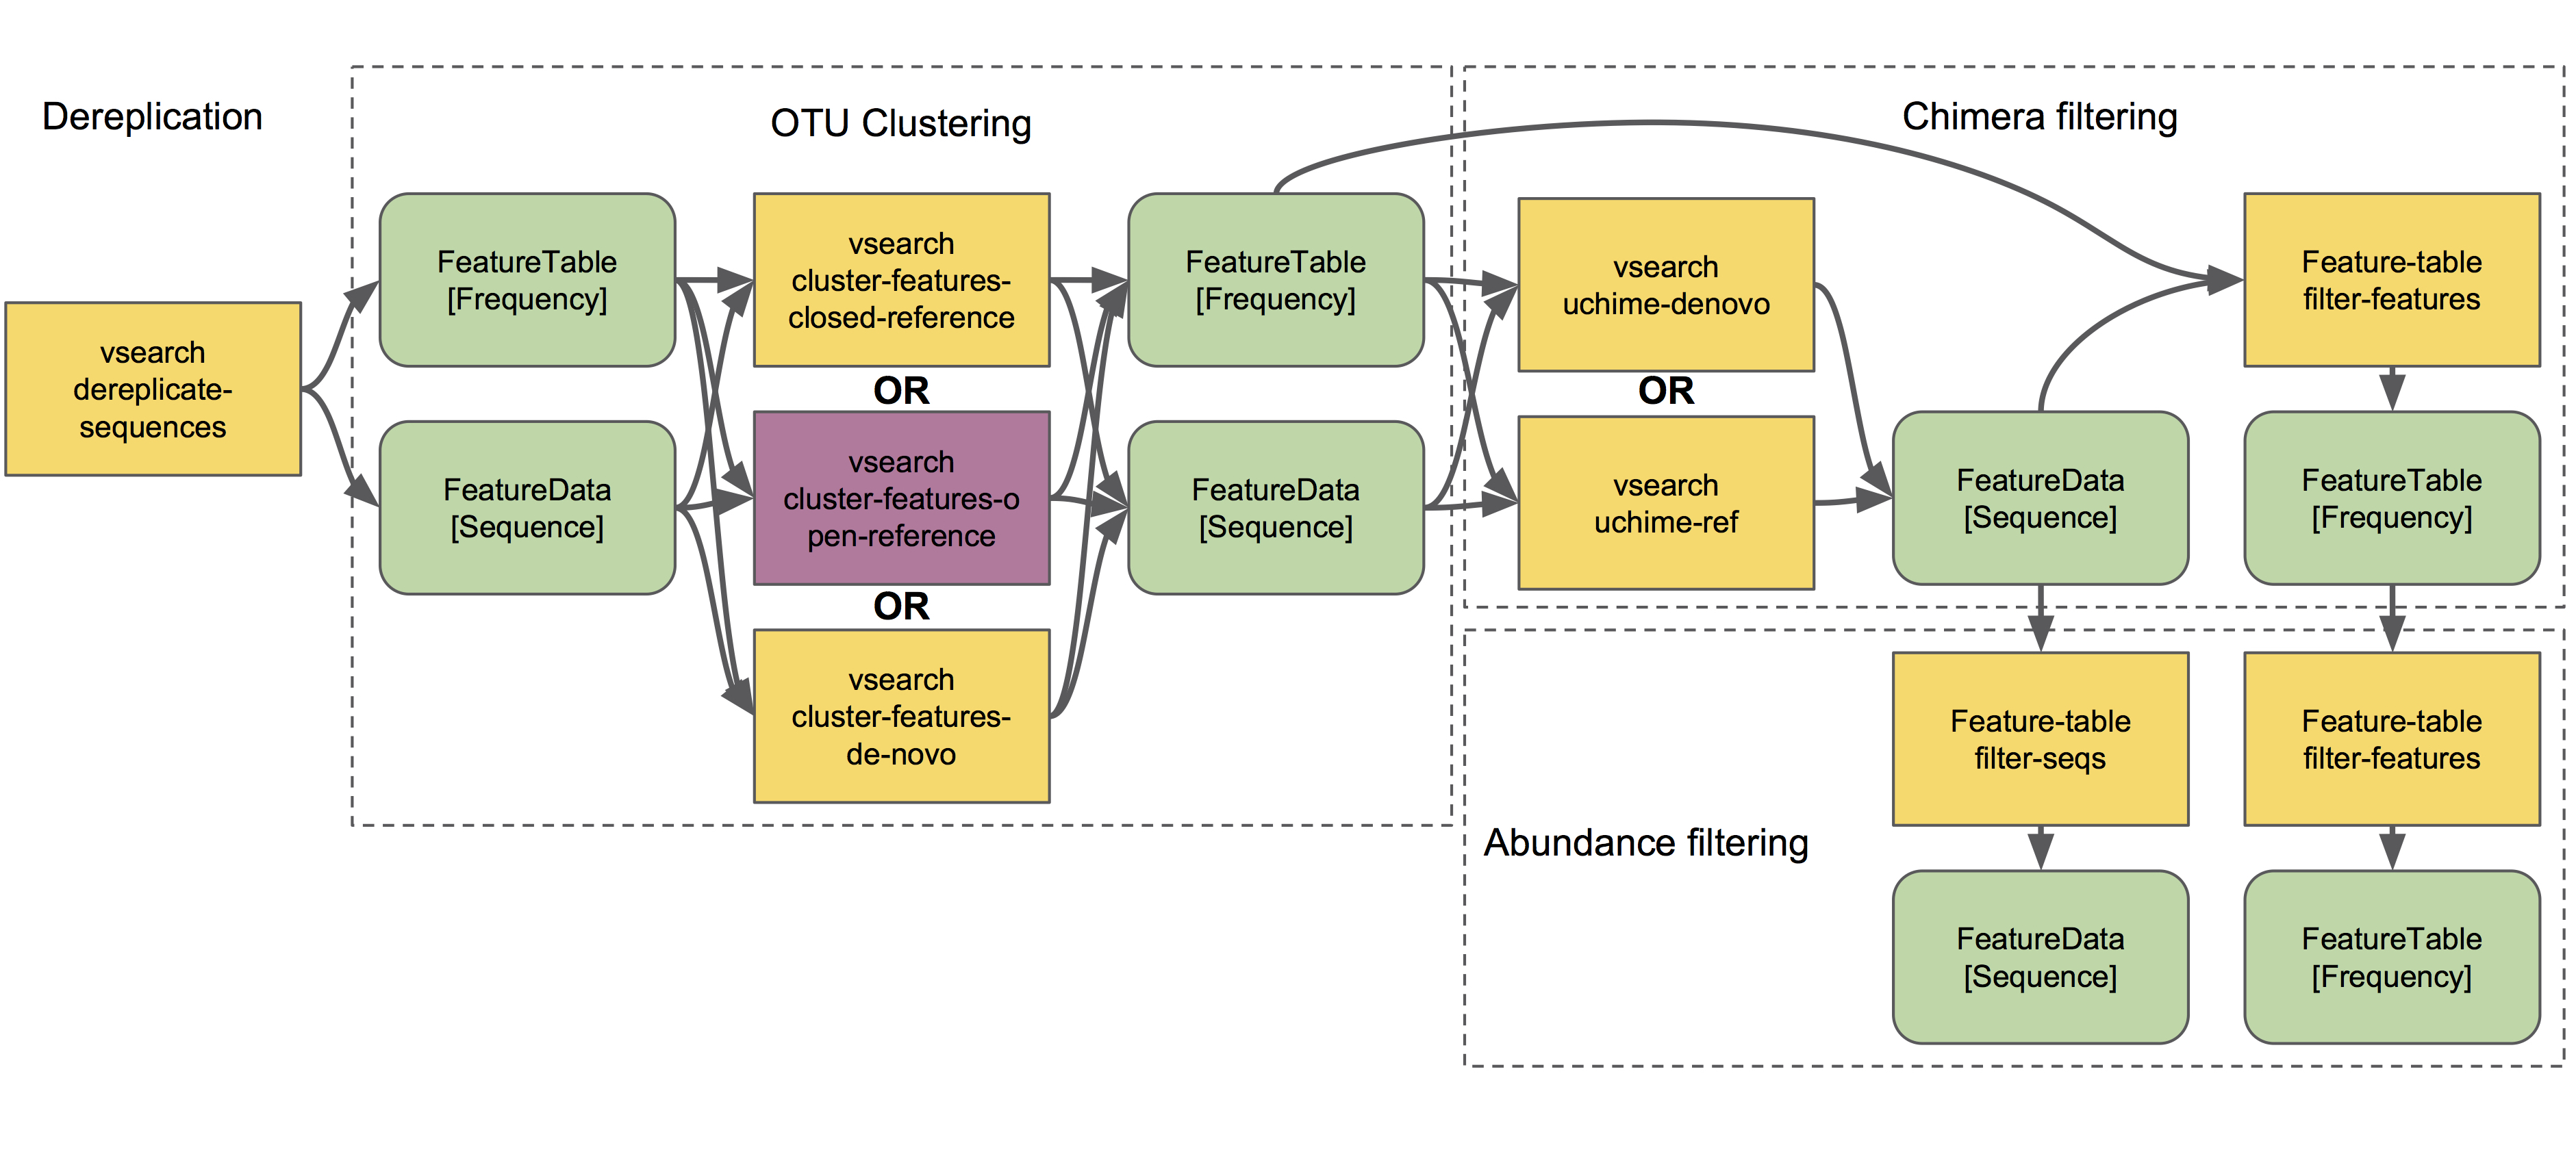 Dereplication
vsearch
dereplicate-
sequences
OTU Clustering
FeatureTable
[Frequency]
FeatureData
[Sequence]
vsearch
cluster-features-
closed-reference
OR
vsearch
cluster-features-o
pen-reference
OR
vsearch
cluster-features-
de-novo
FeatureTable
[Frequency]
FeatureData
[Sequence]
Chimera filtering
vsearch
uchime-denovo
OR
vsearch
uchime-ref
FeatureData
[Sequence]
Feature-table
filter-features
FeatureTable
[Frequency]
Abundance filtering
Feature-table
filter-seqs
FeatureData
[Sequence]
Feature-table
filter-features
FeatureTable
[Frequency]